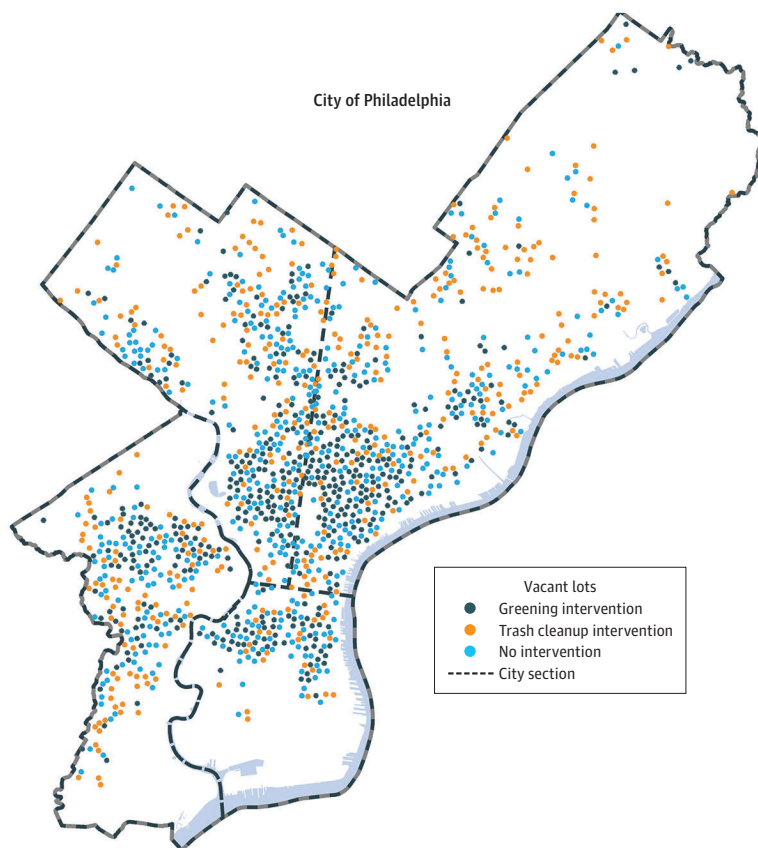 City of Philadelphia
Vacant lots
Greening intervention
Trash cleanup intervention
No intervention
City section